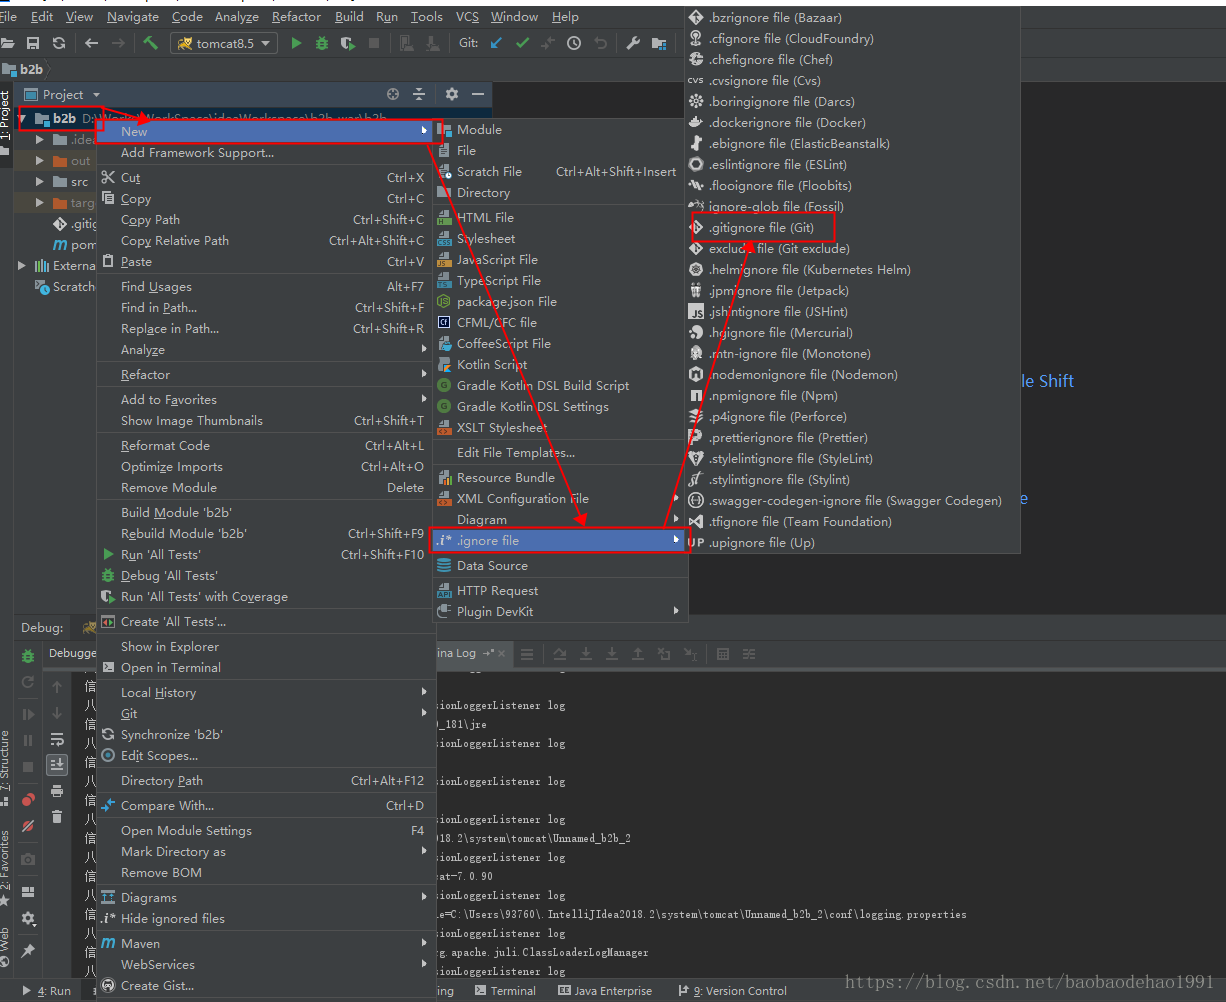 File Edit View Navigate Code Analyze Refactor Build Run Tools VCS Window Help
tomcat8.5 Git:
b2b
Project
1: Project
b2b D:\Works\WorkSpace\ideaWorkspace\b2b-war\b2b
.idea
out
src
targ
.gitig
pom
Externa
Scratche
New
Add Framework Support...
Cut Ctrl+X
Copy Ctrl+C
Copy Path Ctrl+Shift+C
Copy Relative Path Ctrl+Alt+Shift+C
Paste Ctrl+V
Find Usages Alt+F7
Find in Path... Ctrl+Shift+F
Replace in Path... Ctrl+Shift+R
Analyze
Refactor
Add to Favorites
Show Image Thumbnails Ctrl+Shift+T
Reformat Code Ctrl+Alt+L
Optimize Imports Ctrl+Alt+O
Remove Module Delete
Build Module 'b2b'
Rebuild Module 'b2b' Ctrl+Shift+F9
Run 'All Tests' Ctrl+Shift+F10
Debug 'All Tests'
Run 'All Tests' with Coverage
Create 'All Tests'...
Show in Explorer
Open in Terminal
Local History
Git
Synchronize 'b2b'
Edit Scopes...
Directory Path Ctrl+Alt+F12
Compare With... Ctrl+D
Open Module Settings F4
Mark Directory as
Remove BOM
Diagrams
.i* Hide ignored files
Maven
WebServices
Create Gist...
Module
File
Scratch File Ctrl+Alt+Shift+Insert
Directory
HTML File
Stylesheet
JavaScript File
TypeScript File
package.json File
CFML/CFC file
CoffeeScript File
Kotlin Script
Gradle Kotlin DSL Build Script
Gradle Kotlin DSL Settings
XSLT Stylesheet
Edit File Templates...
Resource Bundle
XML Configuration File
Diagram
.i* .ignore file
Data Source
HTTP Request
Plugin DevKit
.bzrignore file (Bazaar)
.cfignore file (CloudFoundry)
.chefignore file (Chef)
CVS .cvsignore file (Cvs)
.boringignore file (Darcs)
.dockerignore file (Docker)
.ebignore file (ElasticBeanstalk)
.eslintignore file (ESLint)
.flooignore file (Floobits)
ignore-glob file (Fossil)
.gitignore file (Git)
exclude file (Git exclude)
.helmignore file (Kubernetes Helm)
.jpmignore file (Jetpack)
JS .jshintignore file (JSHint)
.hgignore file (Mercurial)
.mtn-ignore file (Monotone)
.nodemonignore file (Nodemon)
.npmignore file (Npm)
.p4ignore file (Perforce)
.prettierignore file (Prettier)
.stylelintignore file (StyleLint)
.stylintignore file (Stylint)
.swagger-codegen-ignore file (Swagger Codegen)
.tfignore file (Team Foundation)
UP .upignore file (Up)
le Shift
e
Debug:
Debugge
ina Log
sionLoggerListener log
0_181\jre
sionLoggerListener log
sionLoggerListener log
sionLoggerListener log
018.2\system\tomcat\Unnamed_b2b_2
sionLoggerListener log
cat-7.0.90
sionLoggerListener log
le=C:\Users\93760\.IntelliJIdea2018.2\system\tomcat\Unnamed_b2b_2\conf\logging.properties
sionLoggerListener log
rg.apache.juli.ClassLoaderLogManager
sionLoggerListener log
7: Structure
2: Favorites
Web
4: Run ing Terminal Java Enterprise 9: Version Control
https://blog.csdn.net/baobaodehao1991